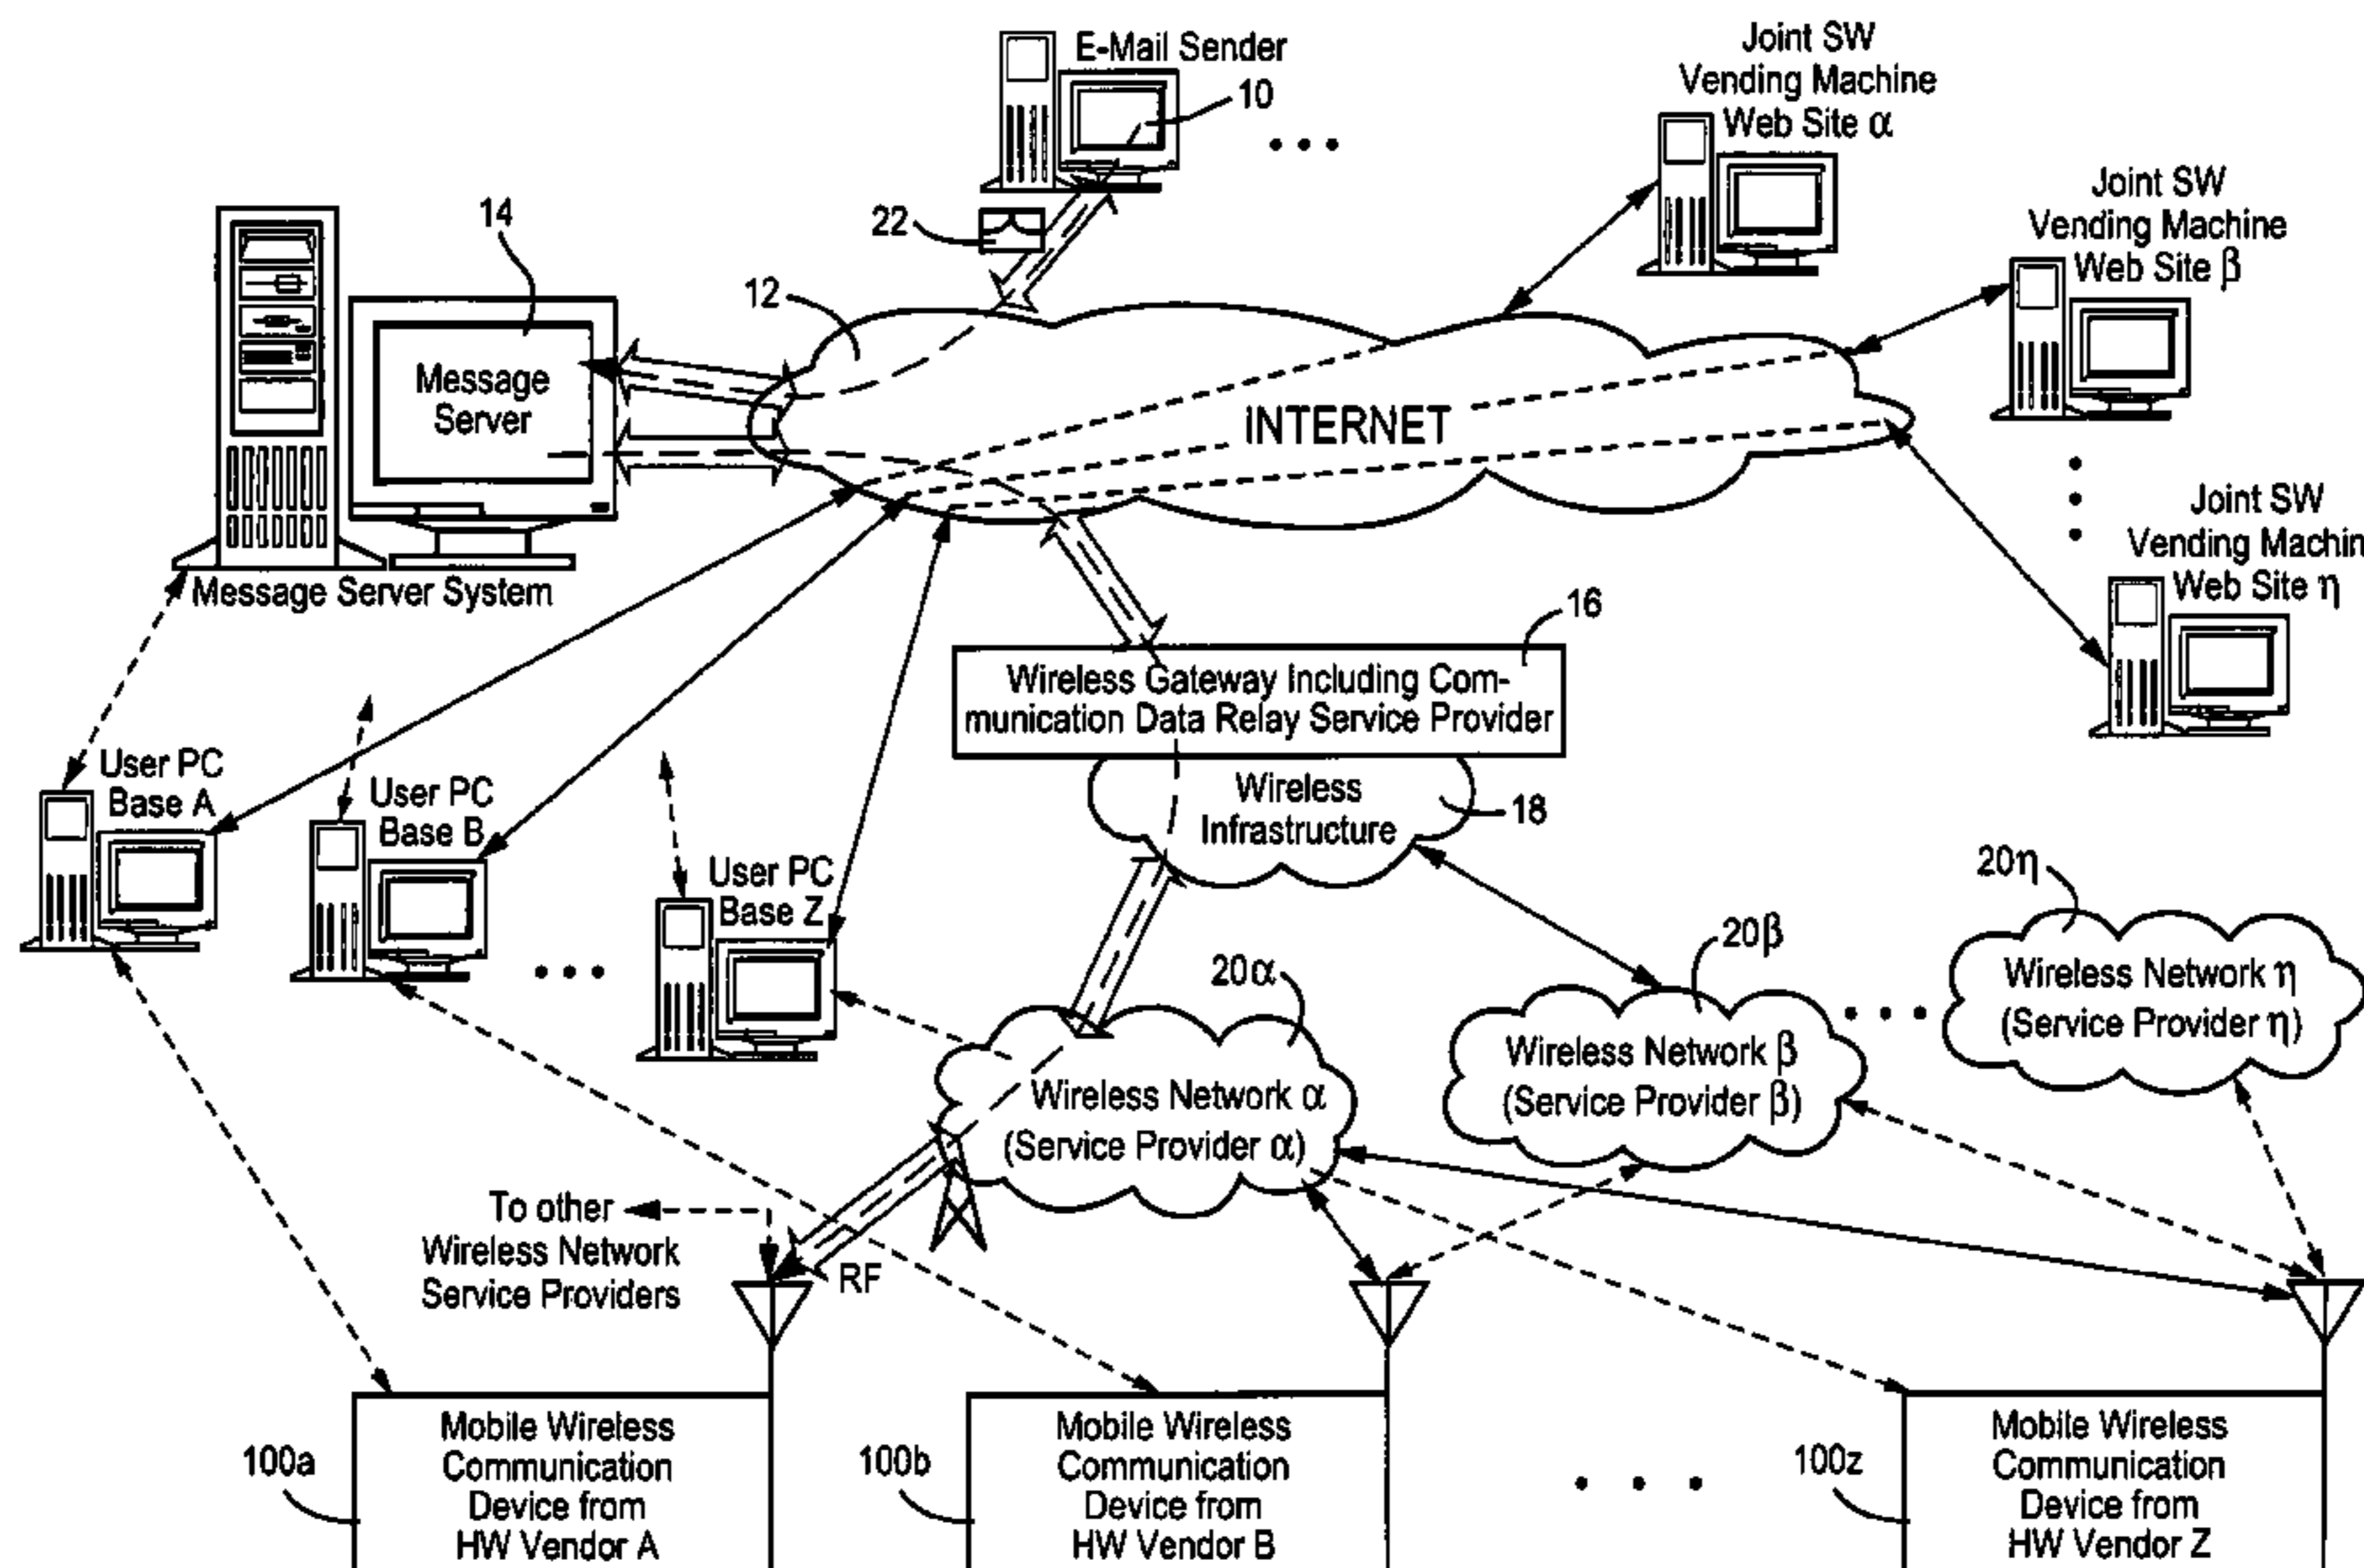 E-Mail Sender
10
Joint SW
Vending Machine
Web Site α
Joint SW
Vending Machine
Web Site β
Joint SW
Vending Machin
Web Site η
14
22
12
Message
Server
INTERNET
Message Server System
16
Wireless Gateway Including Com-
munication Data Relay Service Provider
Wireless
Infrastructure
18
User PC
Base A
User PC
Base B
User PC
Base Z
20α
20β
20η
Wireless Network α
(Service Provider α)
Wireless Network β
(Service Provider β)
Wireless Network η
(Service Provider η)
To other
Wireless Network
Service Providers
RF
100a
Mobile Wireless
Communication
Device from
HW Vendor A
100b
Mobile Wireless
Communication
Device from
HW Vendor B
100z
Mobile Wireless
Communication
Device from
HW Vendor Z